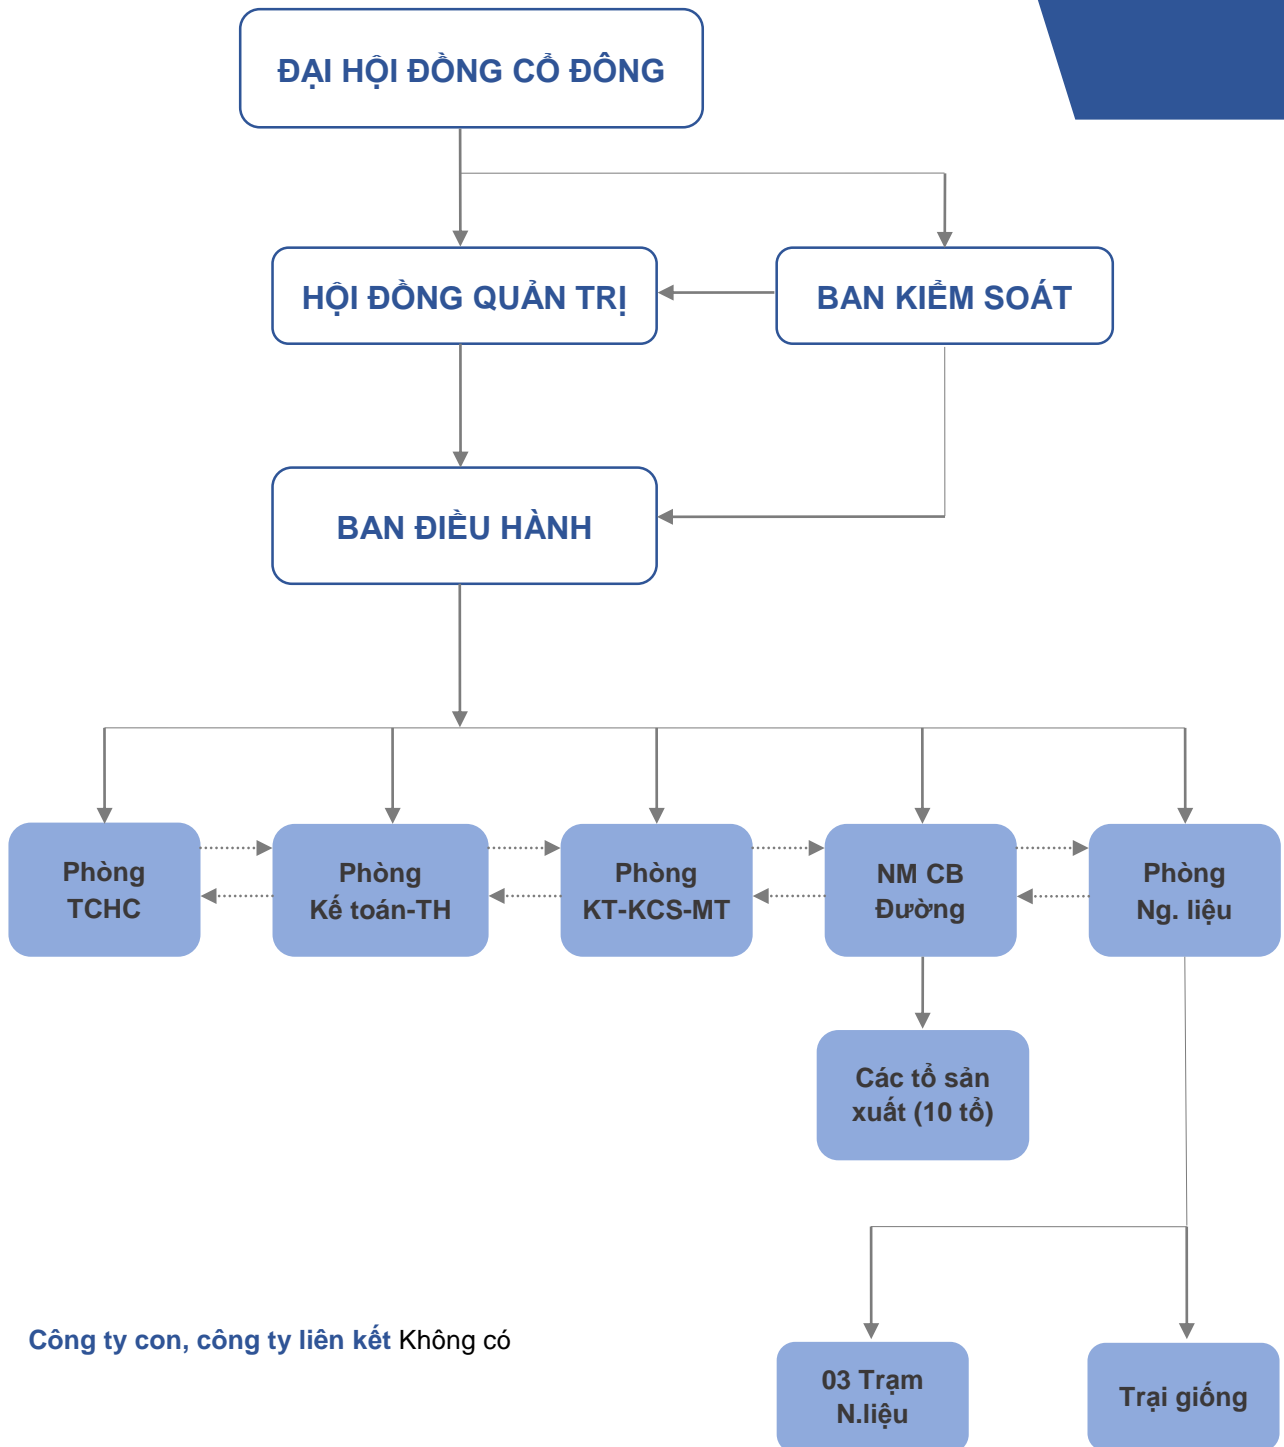 ĐẠI HỘI ĐỒNG CỔ ĐÔNG
HỘI ĐỒNG QUẢN TRỊ
BAN KIỂM SOÁT
BAN ĐIỀU HÀNH
Phòng
TCHC
Phòng
Kế toán-TH
Phòng
KT-KCS-MT
NM CB
Đường
Phòng
Ng. liệu
Các tổ sản
xuất (10 tổ)
Công ty con, công ty liên kết Không có
03 Trạm
N.liệu
Trại giống